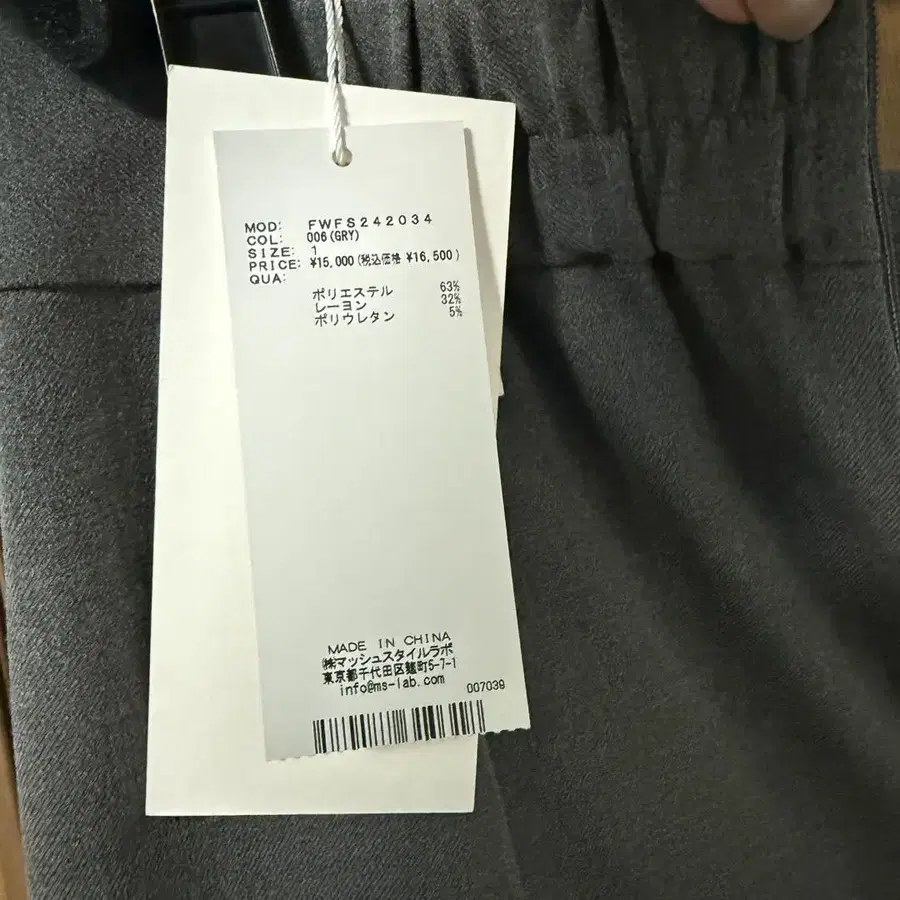 MOD: FWFS242034
COL: 006(GRY)
SIZE: 1
PRICE: ¥15,000(税込価格 ¥16,500)
QUA:
ポリエステル 63%
レーヨン 32%
ポリウレタン 5%
MADE IN CHINA
㈱マッシュスタイルラボ
東京都千代田区麹町5-7-1
info@ms-lab.com
007039